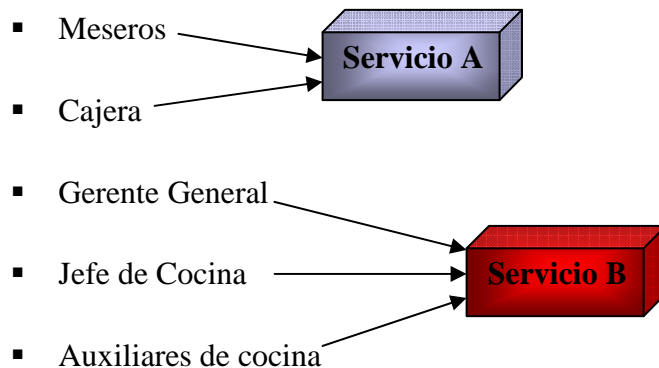 ▪ Meseros
Servicio A
▪ Cajera
▪ Gerente General
▪ Jefe de Cocina
Servicio B
▪ Auxiliares de cocina